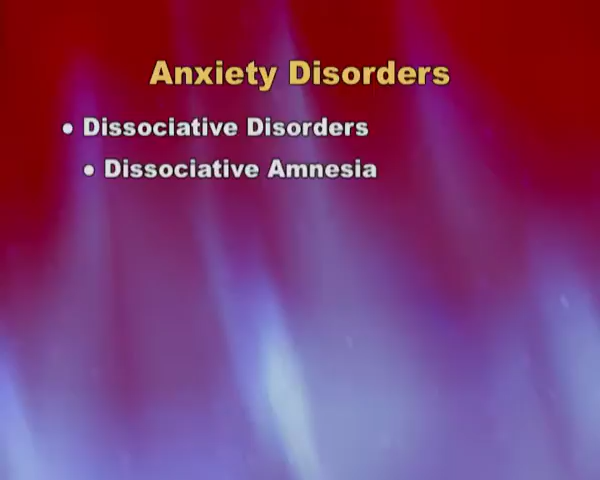 Anxiety Disorders
• Dissociative Disorders
• Dissociative Amnesia